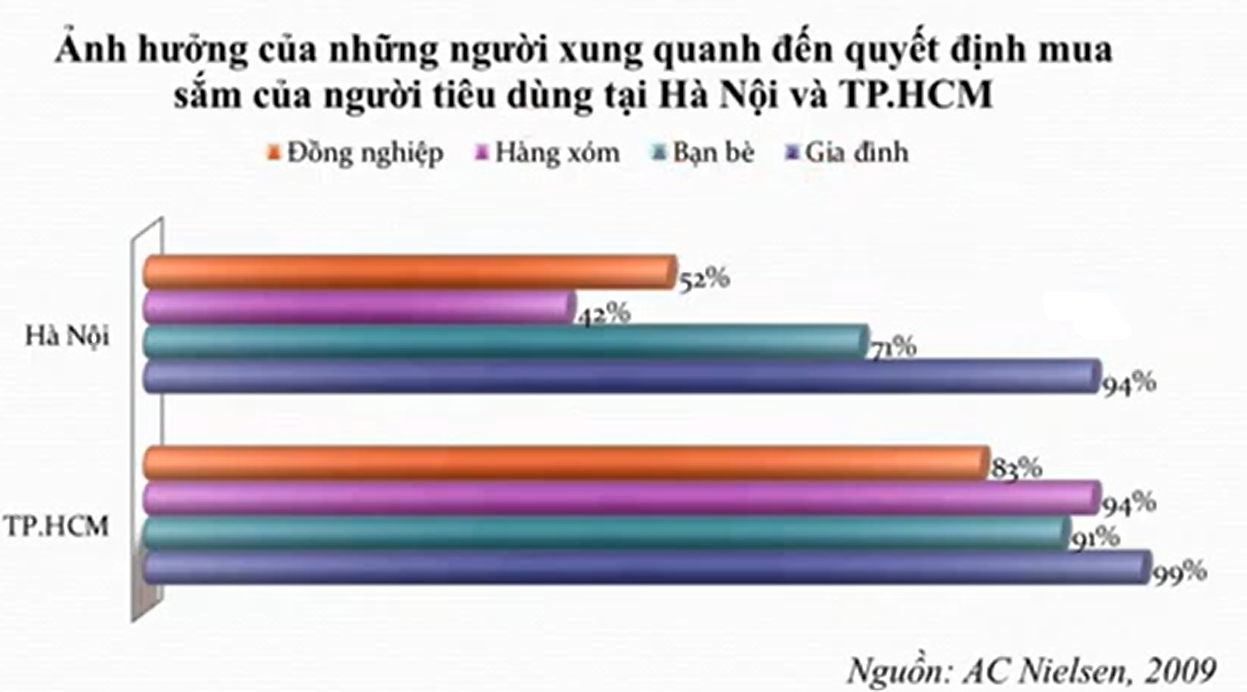 Ảnh hưởng của những người xung quanh đến quyết định mua
sắm của người tiêu dùng tại Hà Nội và TP.HCM
Đồng nghiệp Hàng xóm Bạn bè Gia đình
52%
42%
Hà Nội
71%
94%
83%
94%
TP.HCM
91%
99%
Nguồn: AC Nielsen, 2009